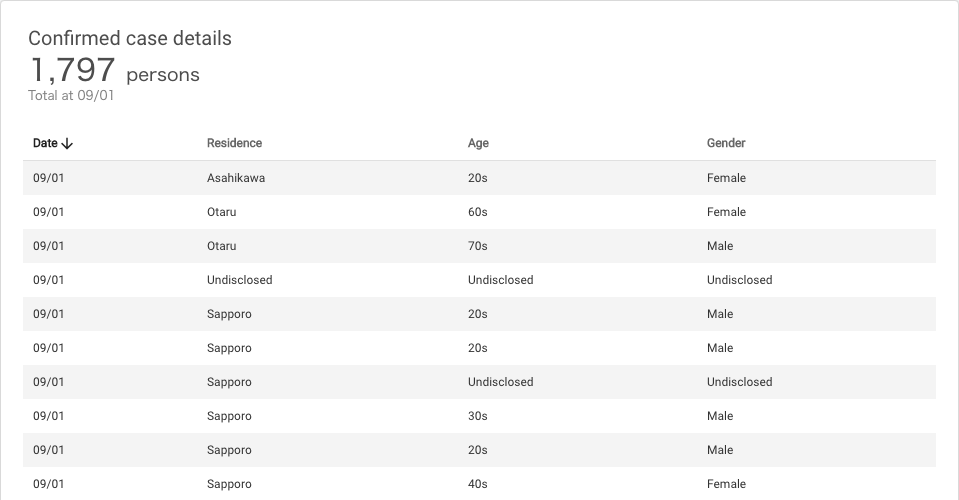 Confirmed case details
1,797 persons
Total at 09/01
Date Residence Age Gender
09/01 Asahikawa 20s Female
09/01 Otaru 60s Female
09/01 Otaru 70s Male
09/01 Undisclosed Undisclosed Undisclosed
09/01 Sapporo 20s Male
09/01 Sapporo 20s Male
09/01 Sapporo Undisclosed Undisclosed
09/01 Sapporo 30s Male
09/01 Sapporo 20s Male
09/01 Sapporo 40s Female